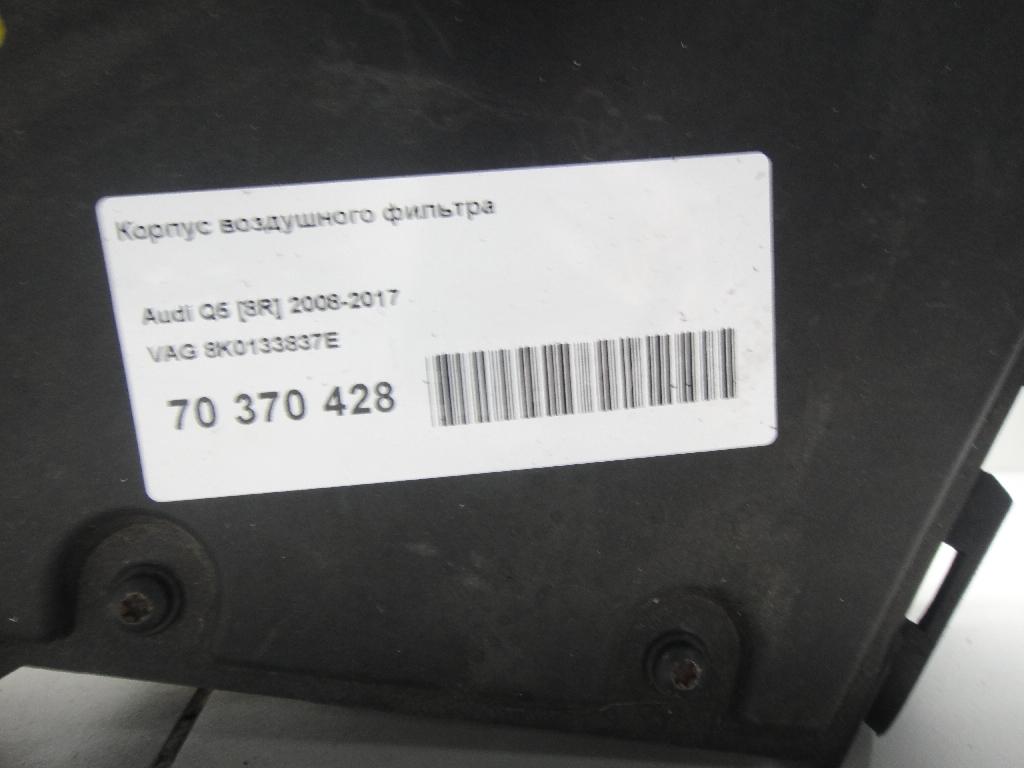 Корпус воздушного фильтра
Audi Q5 [8R] 2008-2017
VAG 8K0133837E
70 370 428